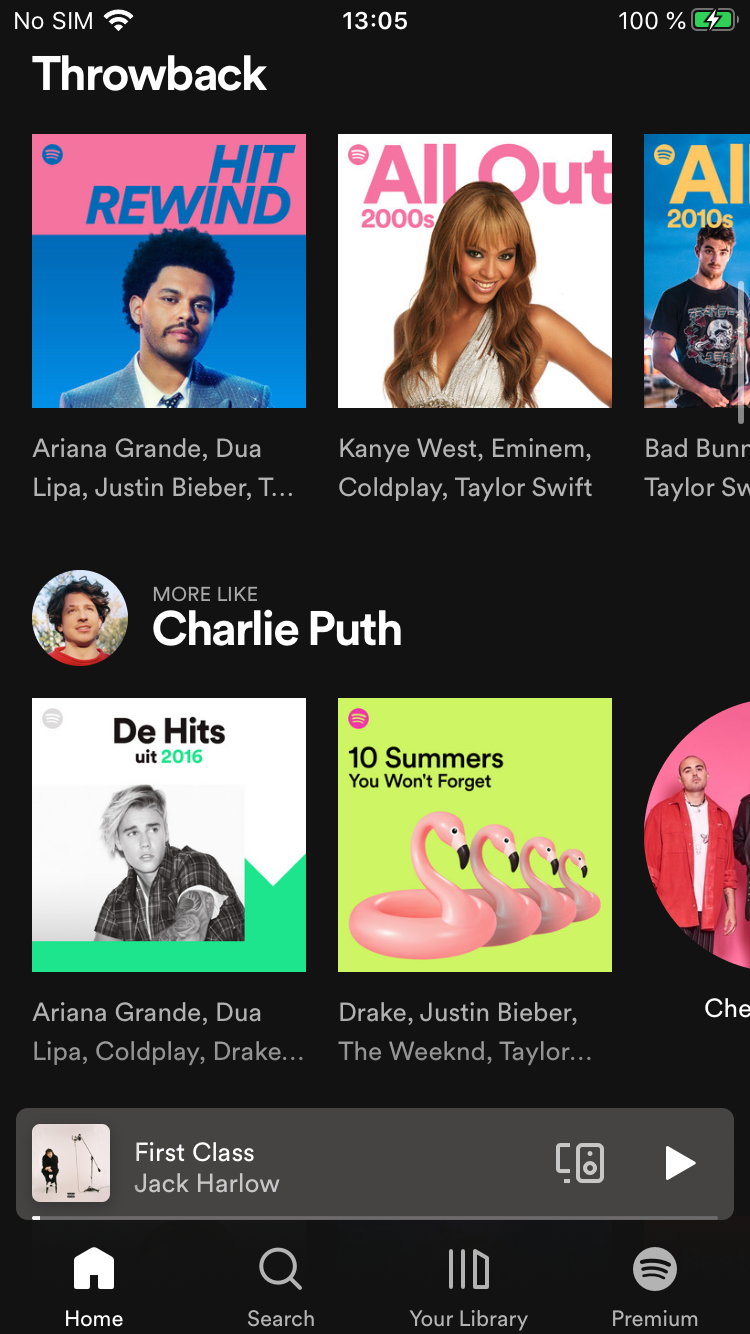 No SIM 13:05 100 %
Throwback
HIT
REWIND
All Out
2000s
All
2010s
Ariana Grande, Dua
Lipa, Justin Bieber, T...
Kanye West, Eminem,
Coldplay, Taylor Swift
Bad Bunn
Taylor Sw
MORE LIKE
Charlie Puth
De Hits
uit 2016
10 Summers
You Won't Forget
Ariana Grande, Dua
Lipa, Coldplay, Drake...
Drake, Justin Bieber,
The Weeknd, Taylor...
Che
First Class
Jack Harlow
Home
Search
Your Library
Premium